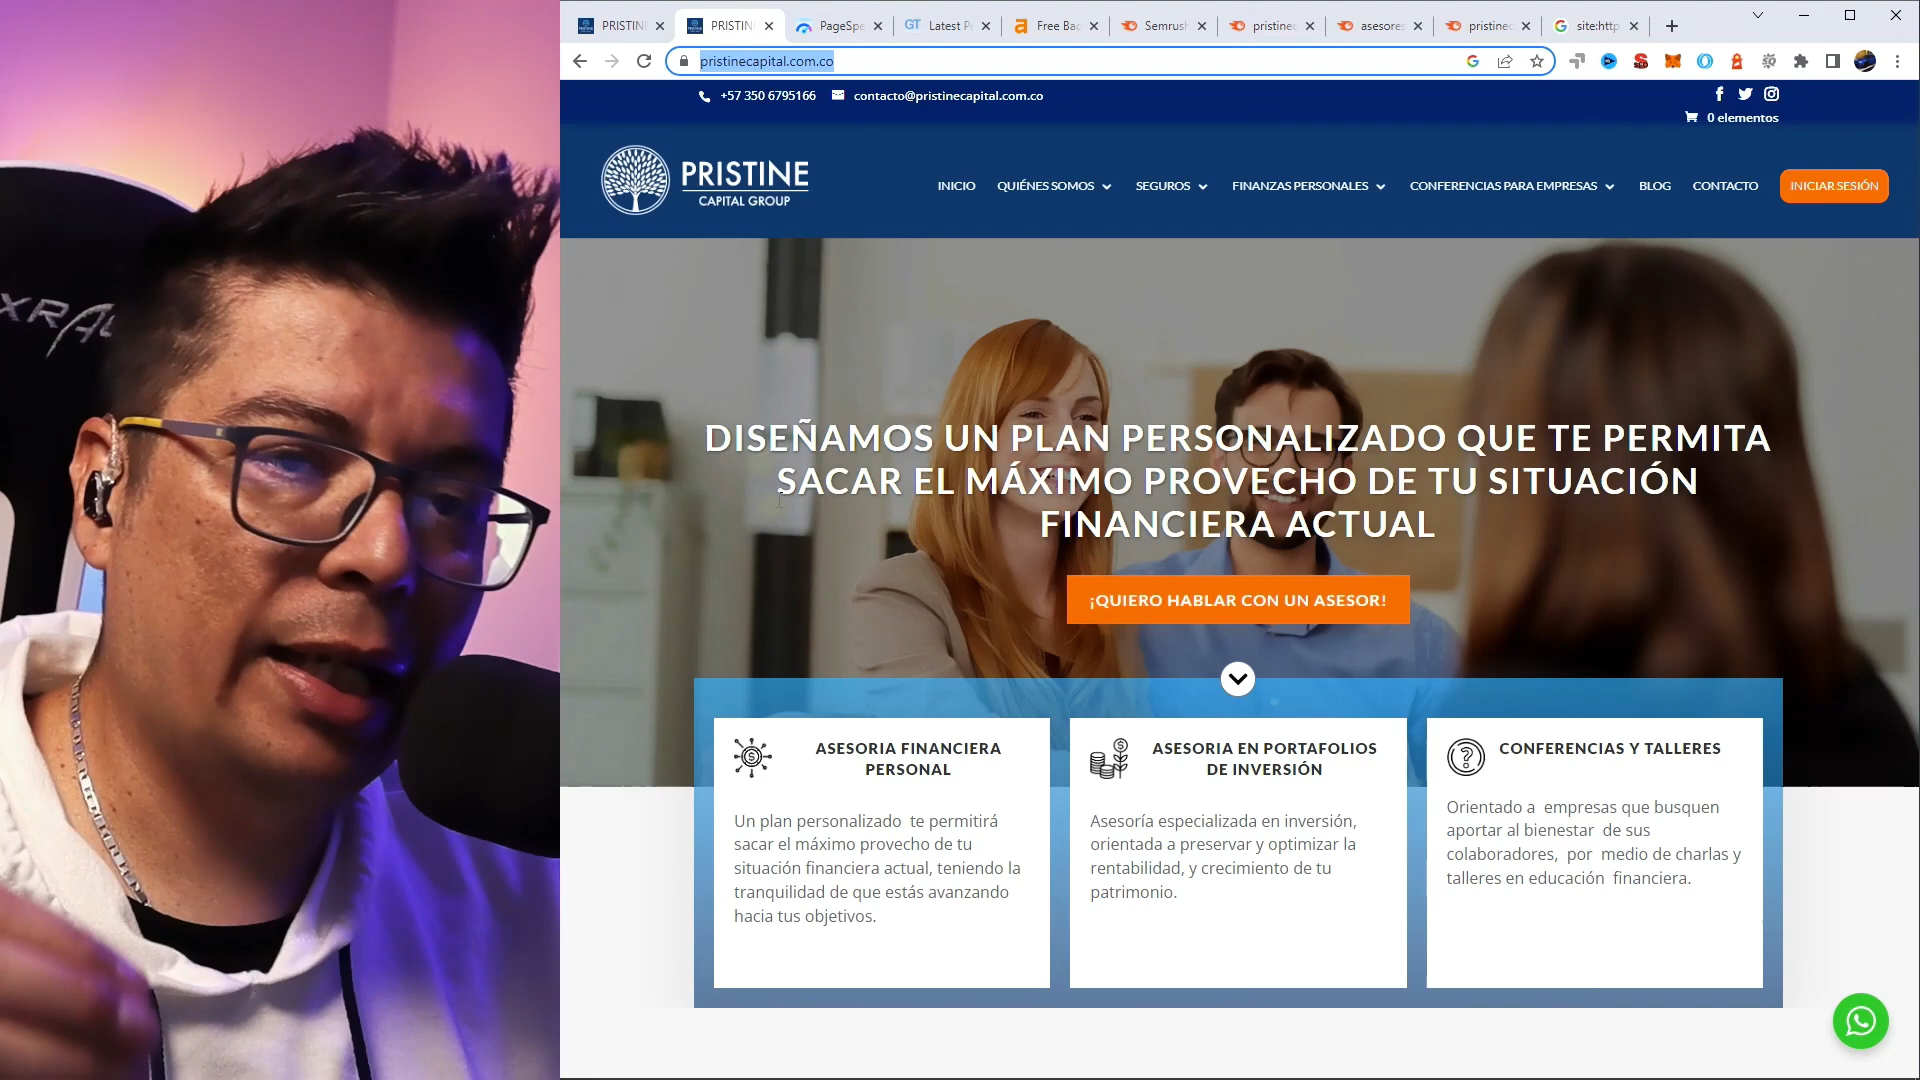 PRISTINE
PRISTINE
PageSpe
GT
Latest P
a
Free Bac
Semrush
pristinec
asesores
pristinec
site:http
pristinecapital.com.co
+57 350 6795166
contacto@pristinecapital.com.co
0 elementos
PRISTINE
CAPITAL GROUP
INICIO
QUIÉNES SOMOS
SEGUROS
FINANZAS PERSONALES
CONFERENCIAS PARA EMPRESAS
BLOG
CONTACTO
INICIAR SESIÓN
DISEÑAMOS UN PLAN PERSONALIZADO QUE TE PERMITA
SACAR EL MÁXIMO PROVECHO DE TU SITUACIÓN
FINANCIERA ACTUAL
¡QUIERO HABLAR CON UN ASESOR!
ASESORIA FINANCIERA
PERSONAL
Un plan personalizado te permitirá
sacar el máximo provecho de tu
situación financiera actual, teniendo la
tranquilidad de que estás avanzando
hacia tus objetivos.
ASESORIA EN PORTAFOLIOS
DE INVERSIÓN
Asesoría especializada en inversión,
orientada a preservar y optimizar la
rentabilidad, y crecimiento de tu
patrimonio.
CONFERENCIAS Y TALLERES
Orientado a empresas que busquen
aportar al bienestar de sus
colaboradores, por medio de charlas y
talleres en educación financiera.